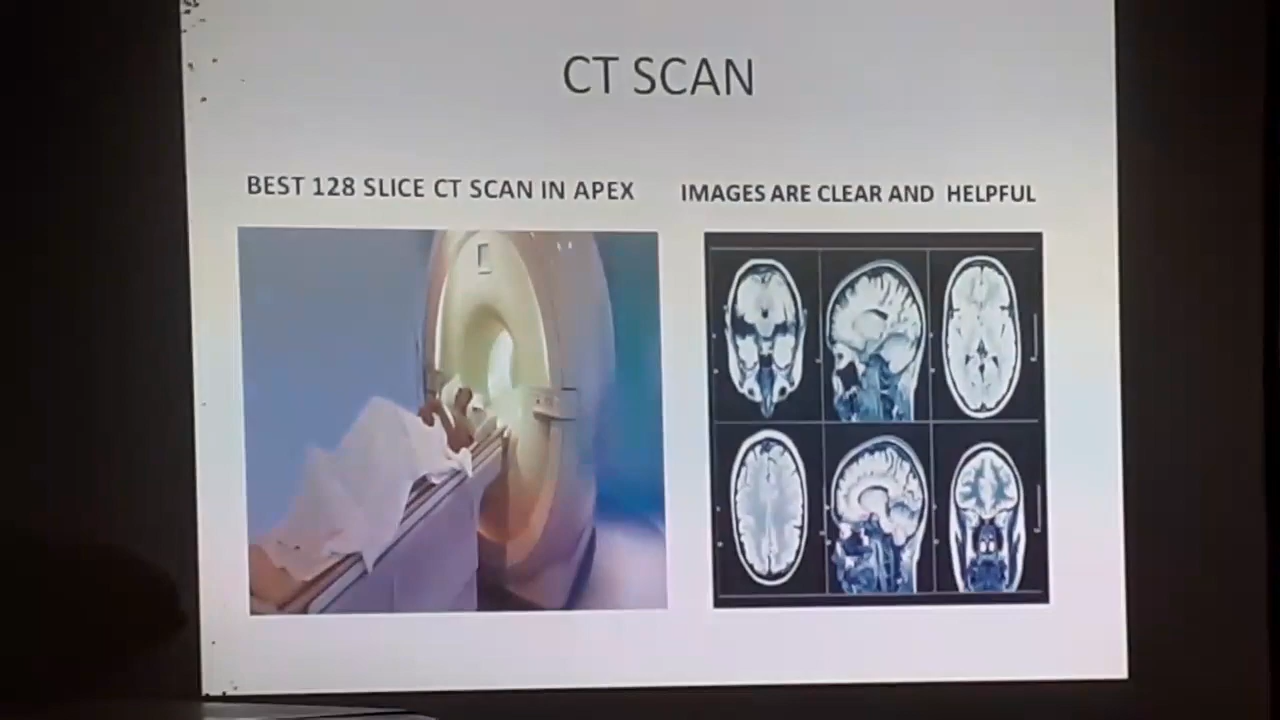 CT SCAN
BEST 128 SLICE CT SCAN IN APEX
IMAGES ARE CLEAR AND HELPFUL